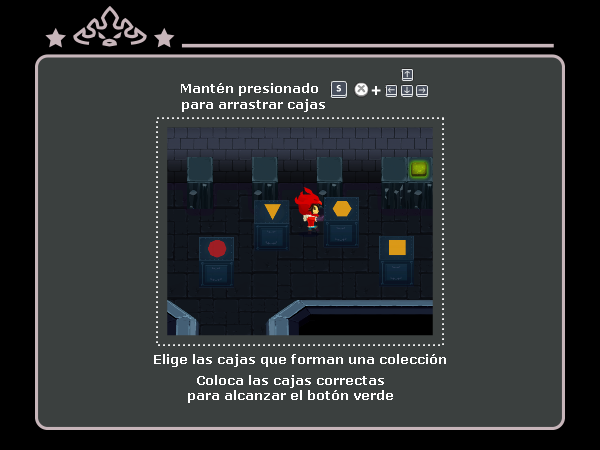 Mantén presionado S X + ↑ ← ↓ →
para arrastrar cajas
Elige las cajas que forman una colección
Coloca las cajas correctas
para alcanzar el botón verde